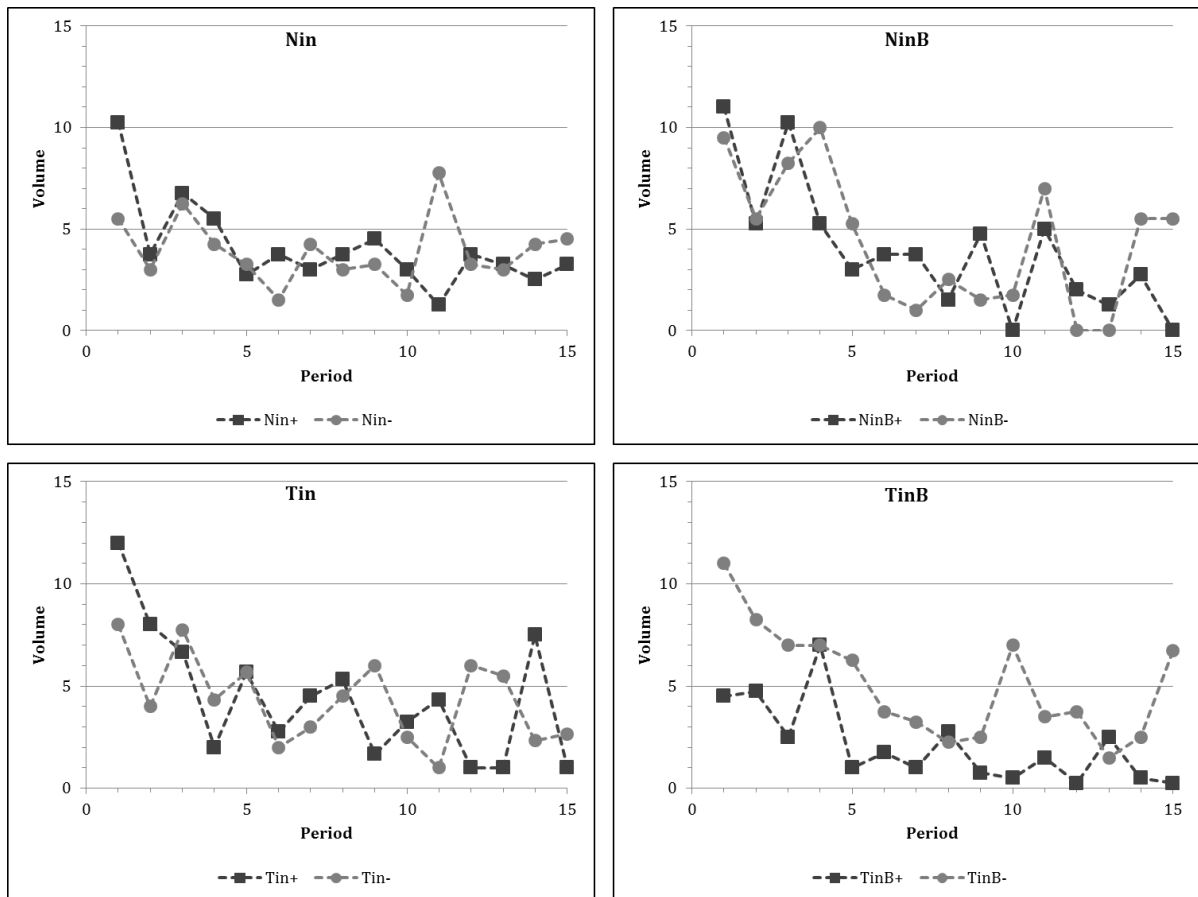 Nin
15
10
5
0
Volume
0 5 10 15
Period
Nin+ Nin-
NinB
15
10
5
0
Volume
0 5 10 15
Period
NinB+ NinB-
Tin
15
10
5
0
Volume
0 5 10 15
Period
Tin+ Tin-
TinB
15
10
5
0
Volume
0 5 10 15
Period
TinB+ TinB-